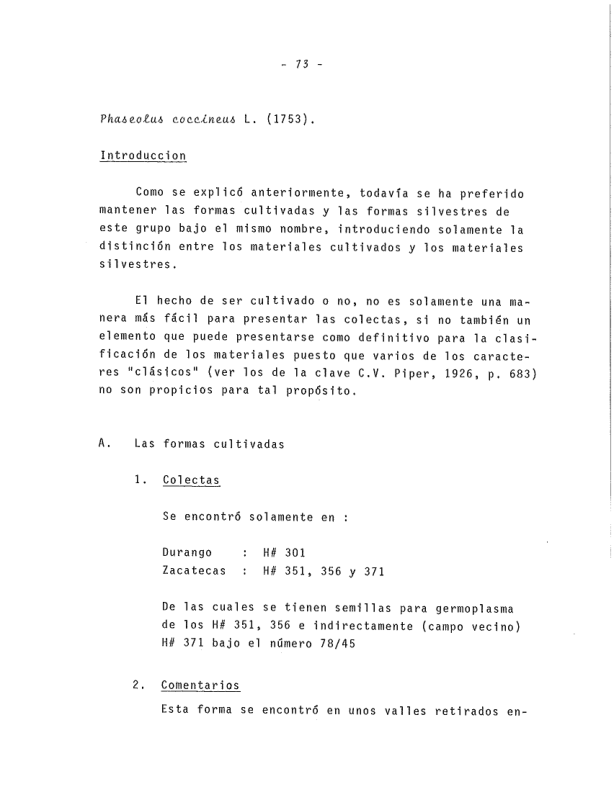 - 73 -
Phaseolus coccineus L. (1753).
Introduccion
Como se explicó anteriormente, todavía se ha preferido
mantener las formas cultivadas y las formas silvestres de
este grupo bajo el mismo nombre, introduciendo solamente la
distinción entre los materiales cultivados y los materiales
silvestres.
El hecho de ser cultivado o no, no es solamente una ma-
nera más fácil para presentar las colectas, si no también un
elemento que puede presentarse como definitivo para la clasi-
ficación de los materiales puesto que varios de los caracte-
res "clásicos" (ver los de la clave C.V. Piper, 1926, p. 683)
no son propicios para tal propósito.
A. Las formas cultivadas
1. Colectas
Se encontró solamente en :
Durango : H# 301
Zacatecas : H# 351, 356 y 371
De las cuales se tienen semillas para germoplasma
de los H# 351, 356 e indirectamente (campo vecino)
H# 371 bajo el número 78/45
2. Comentarios
Esta forma se encontró en unos valles retirados en-